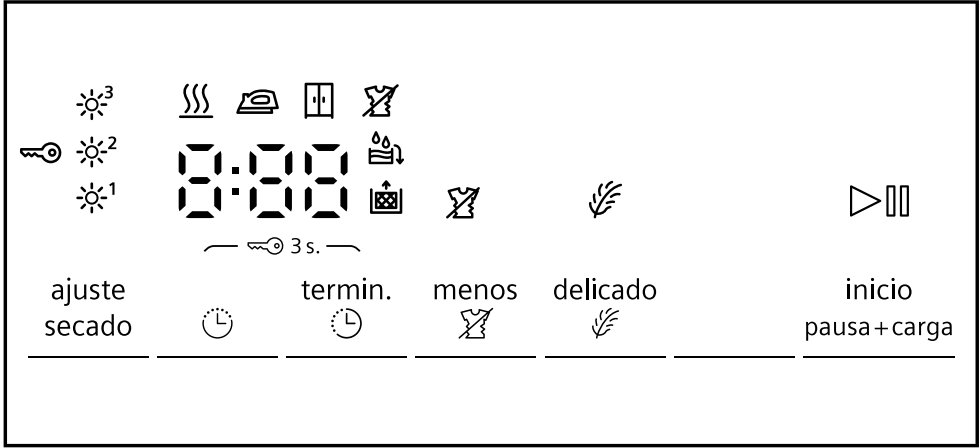 3
2
1
8:88
3 s.
ajuste
secado
termin.
menos
delicado
inicio
pausa+carga